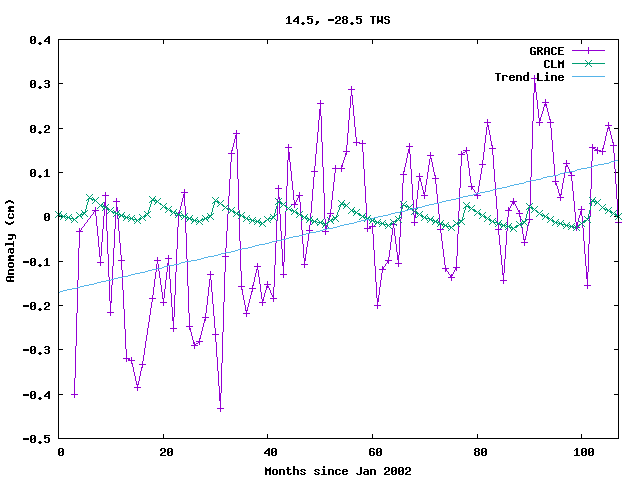 14.5, -28.5 TWS
GRACE
CLM
Trend Line
0.4
0.3
0.2
0.1
0
-0.1
-0.2
-0.3
-0.4
-0.5
Anomaly (cm)
0 20 40 60 80 100
Months since Jan 2002